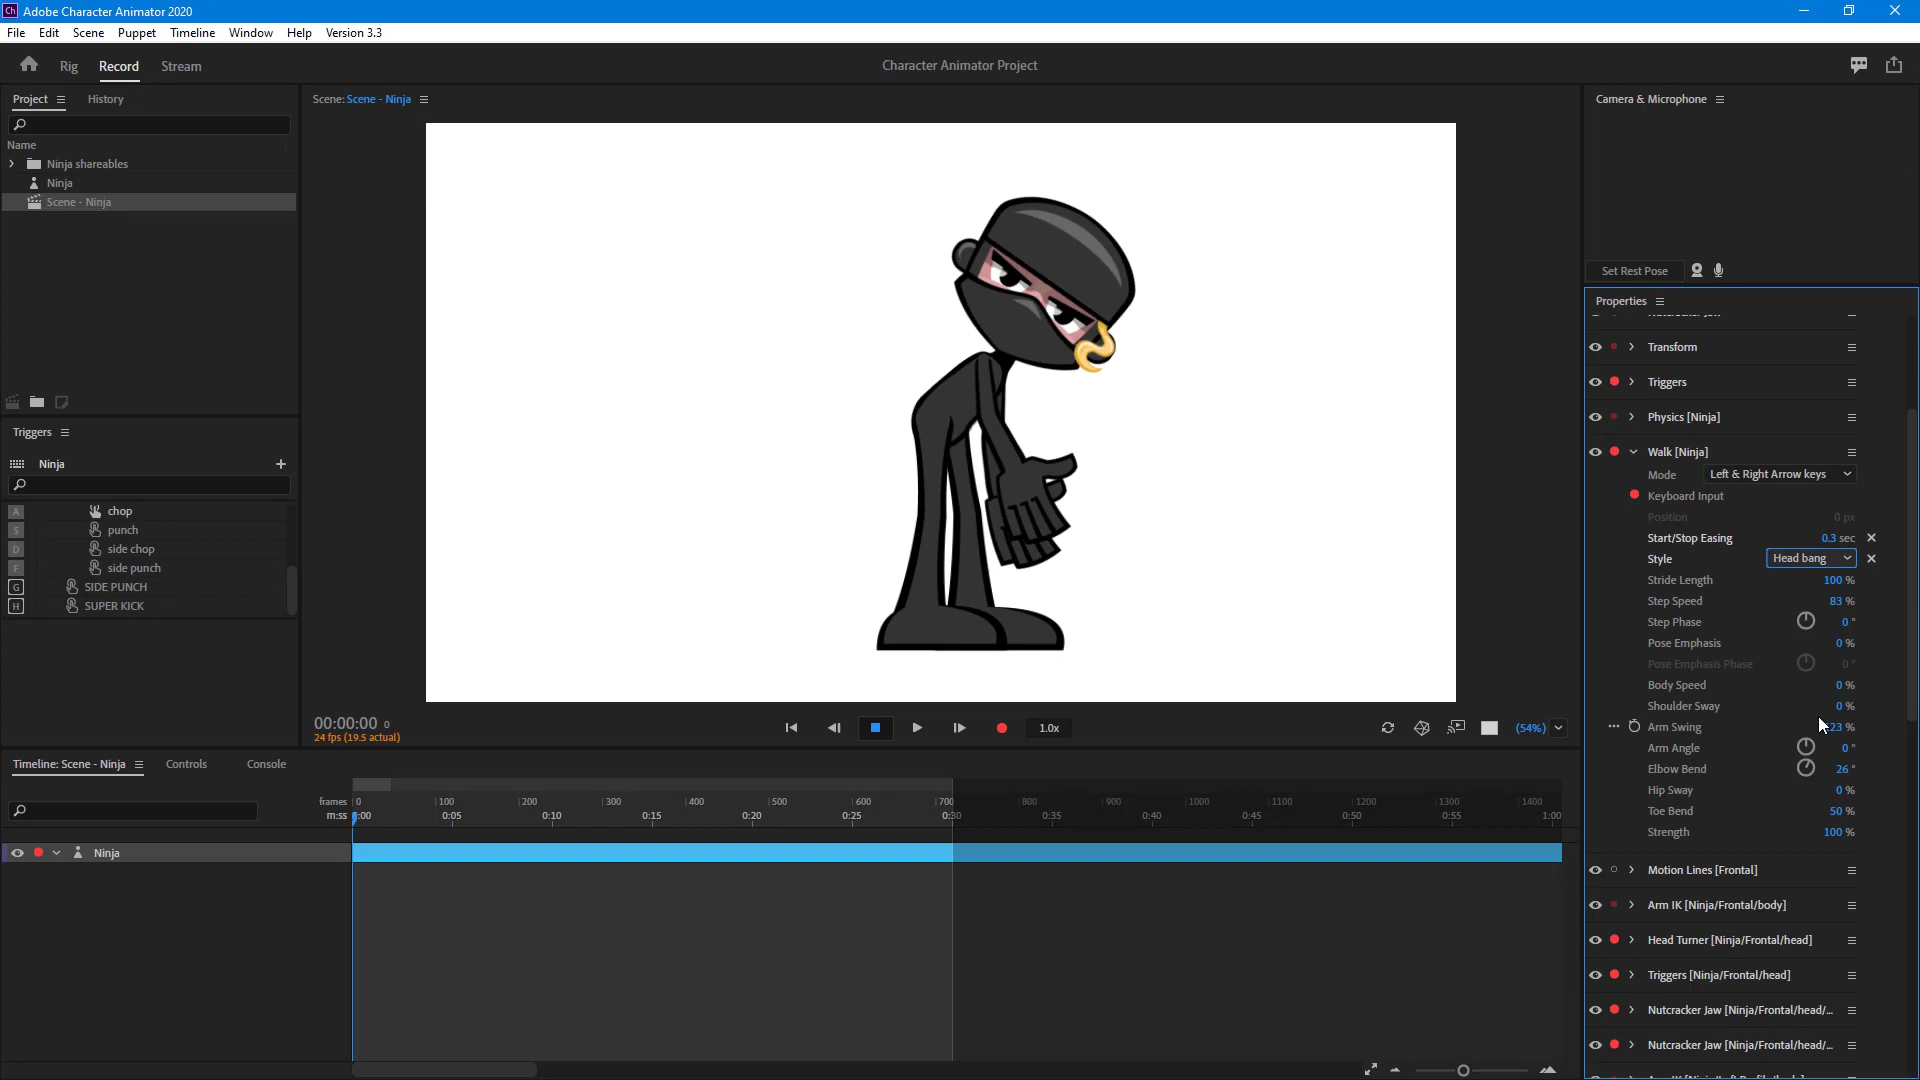 Ch Adobe Character Animator 2020
File Edit Scene Puppet Timeline Window Help Version 3.3
Rig Record Stream
Character Animator Project
Project History
Name
Ninja shareables
Ninja
Scene - Ninja
Triggers
Ninja
A chop
S punch
D side chop
F side punch
G SIDE PUNCH
H SUPER KICK
Scene: Scene - Ninja
00:00:00 0
24 fps (19.5 actual)
1.0x
(54%)
Camera & Microphone
Set Rest Pose
Properties
Transform
Triggers
Physics [Ninja]
Walk [Ninja]
Mode Left & Right Arrow keys
Keyboard Input
Position 0 px
Start/Stop Easing 0.3 sec
Style Head bang
Stride Length 100 %
Step Speed 83 %
Step Phase 0 °
Pose Emphasis 0 %
Pose Emphasis Phase 0 °
Body Speed 0 %
Shoulder Sway 0 %
Arm Swing 23 %
Arm Angle 0 °
Elbow Bend 26 °
Hip Sway 0 %
Toe Bend 50 %
Strength 100 %
Motion Lines [Frontal]
Arm IK [Ninja/Frontal/body]
Head Turner [Ninja/Frontal/head]
Triggers [Ninja/Frontal/head]
Nutcracker Jaw [Ninja/Frontal/head/...
Nutcracker Jaw [Ninja/Frontal/head/...
Timeline: Scene - Ninja Controls Console
frames 0 100 200 300 400 500 600 700 800 900 1000 1100 1200 1300 1400
m:ss 0:00 0:05 0:10 0:15 0:20 0:25 0:30 0:35 0:40 0:45 0:50 0:55 1:00
Ninja